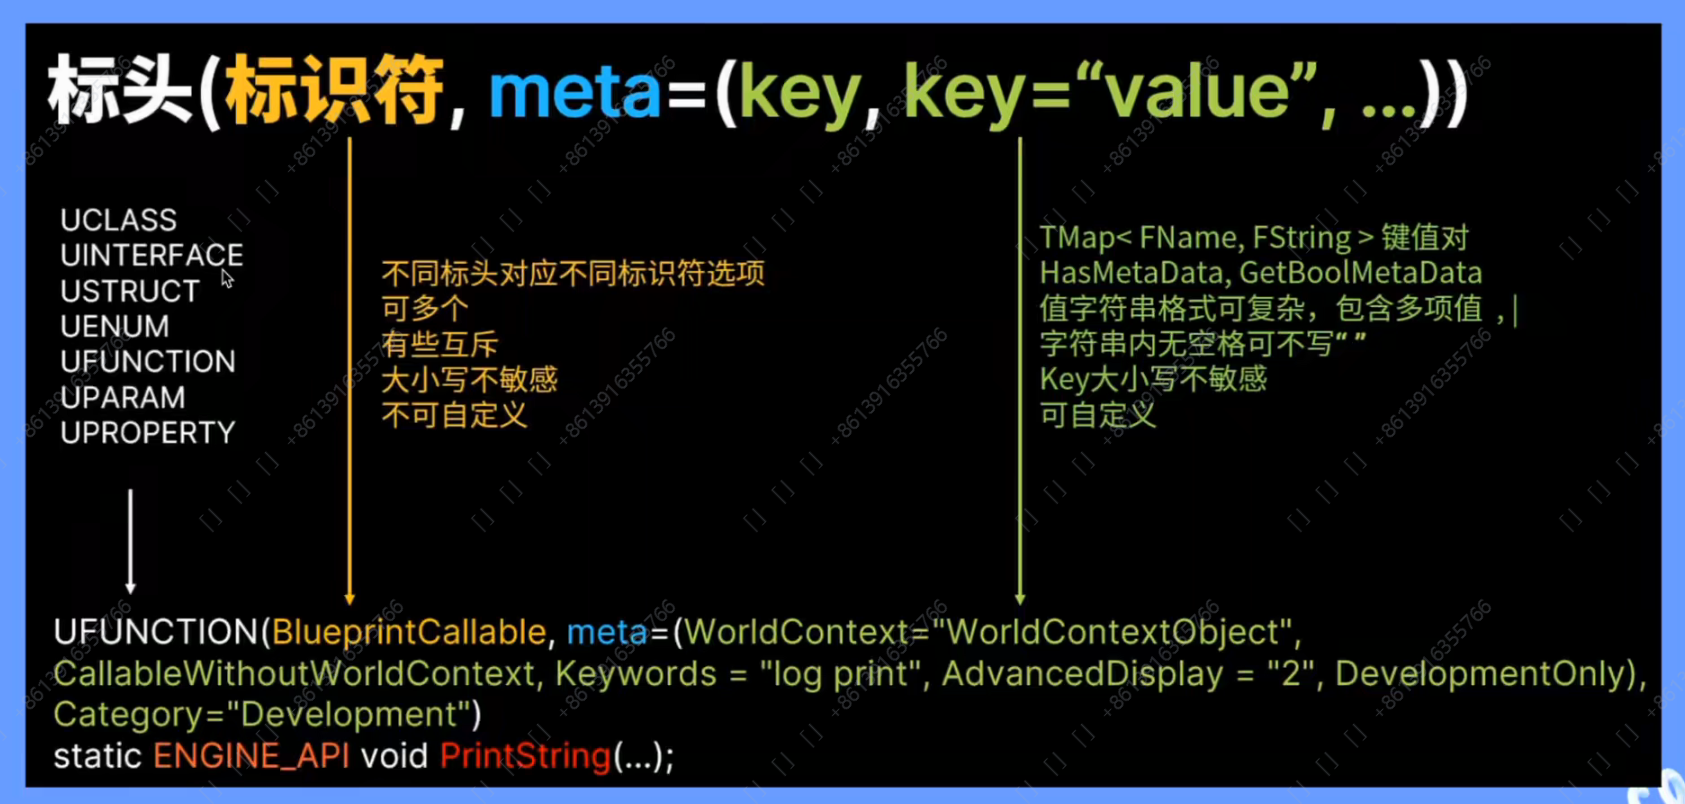 标头(标识符, meta=(key, key=“value”, ...))
UCLASS
UINTERFACE
USTRUCT
UENUM
UFUNCTION
UPARAM
UPROPERTY
不同标头对应不同标识符选项
可多个
有些互斥
大小写不敏感
不可自定义
TMap< FName, FString > 键值对
HasMetaData, GetBoolMetaData
值字符串格式可复杂，包含多项值 , |
字符串内无空格可不写“ ”
Key大小写不敏感
可自定义
UFUNCTION(BlueprintCallable, meta=(WorldContext="WorldContextObject",
CallableWithoutWorldContext, Keywords = "log print", AdvancedDisplay = "2", DevelopmentOnly),
Category="Development")
static ENGINE_API void PrintString(...);
[] +8613916355766